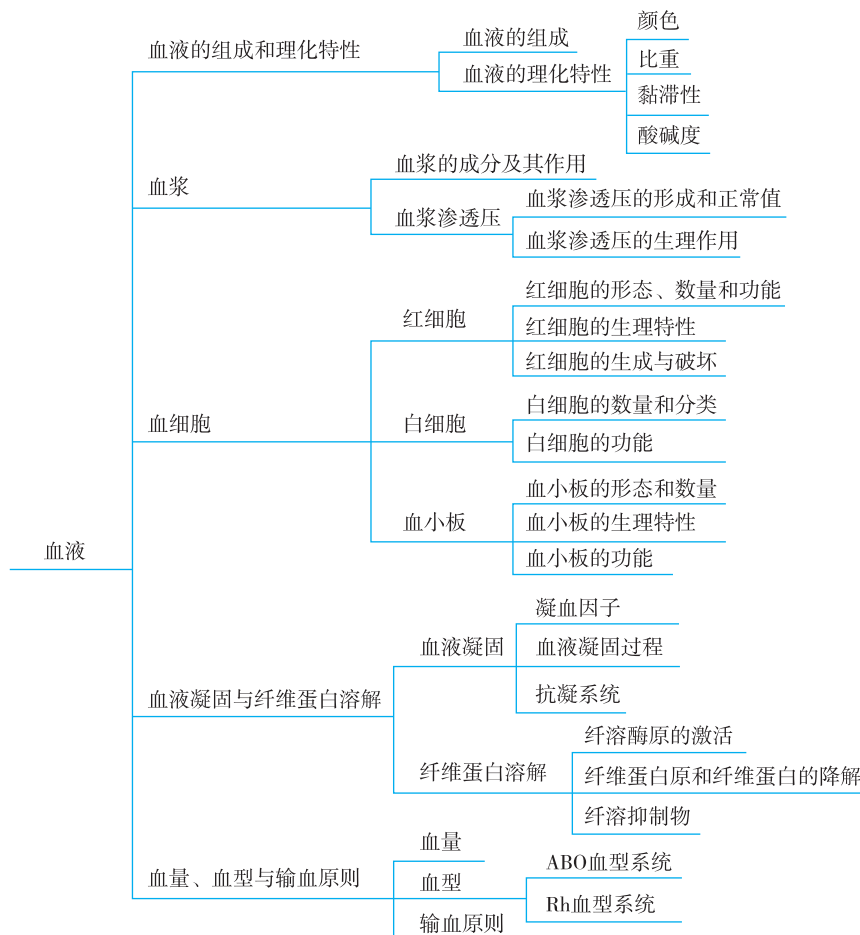 血液
血液的组成和理化特性
血液的组成
血液的理化特性
颜色
比重
黏滞性
酸碱度
血浆
血浆的成分及其作用
血浆渗透压
血浆渗透压的形成和正常值
血浆渗透压的生理作用
血细胞
红细胞
红细胞的形态、数量和功能
红细胞的生理特性
红细胞的生成与破坏
白细胞
白细胞的数量和分类
白细胞的功能
血小板
血小板的形态和数量
血小板的生理特性
血小板的功能
血液凝固与纤维蛋白溶解
血液凝固
凝血因子
血液凝固过程
抗凝系统
纤维蛋白溶解
纤溶酶原的激活
纤维蛋白原和纤维蛋白的降解
纤溶抑制物
血量、血型与输血原则
血量
血型
ABO血型系统
Rh血型系统
输血原则